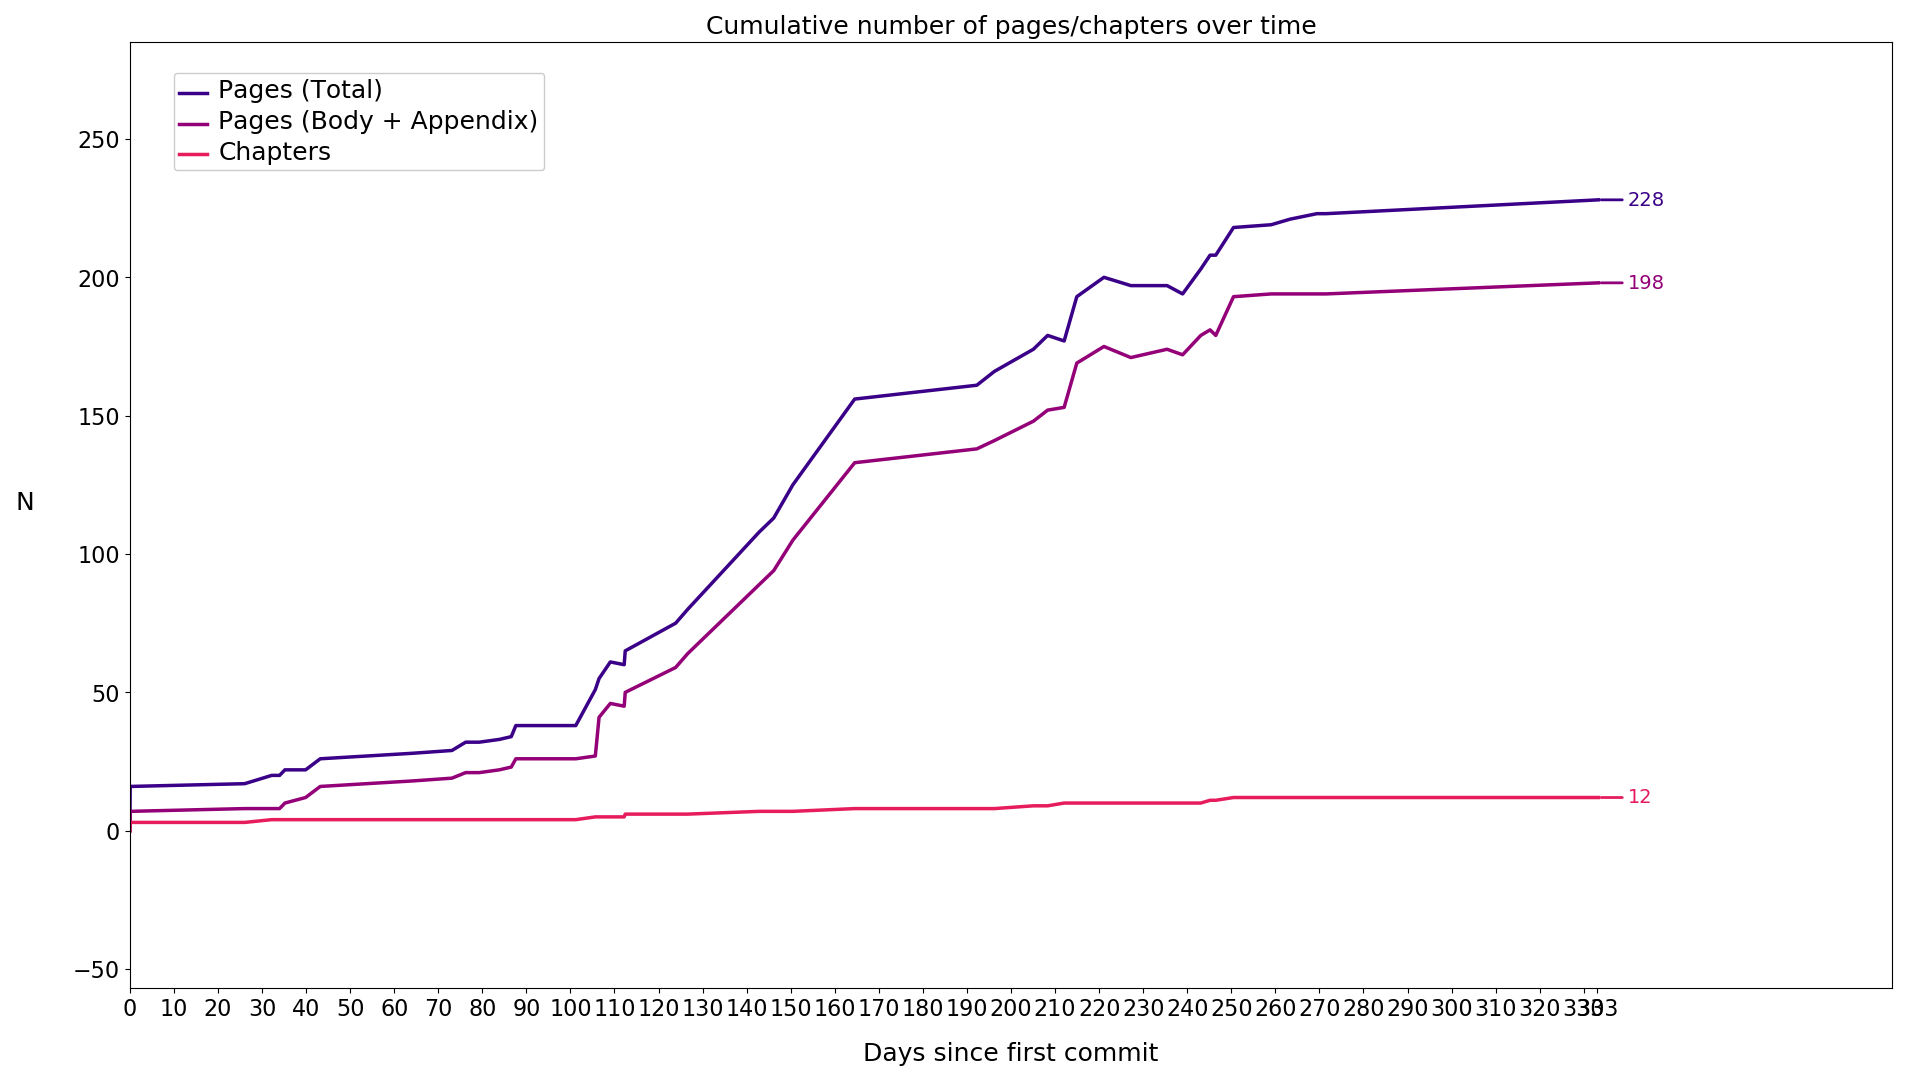 Cumulative number of pages/chapters over time
Pages (Total)
Pages (Body + Appendix)
Chapters
250
200
150
100
50
0
−50
N
228
198
12
0 10 20 30 40 50 60 70 80 90 100 110 120 130 140 150 160 170 180 190 200 210 220 230 240 250 260 270 280 290 300 310 320 330 333
Days since first commit